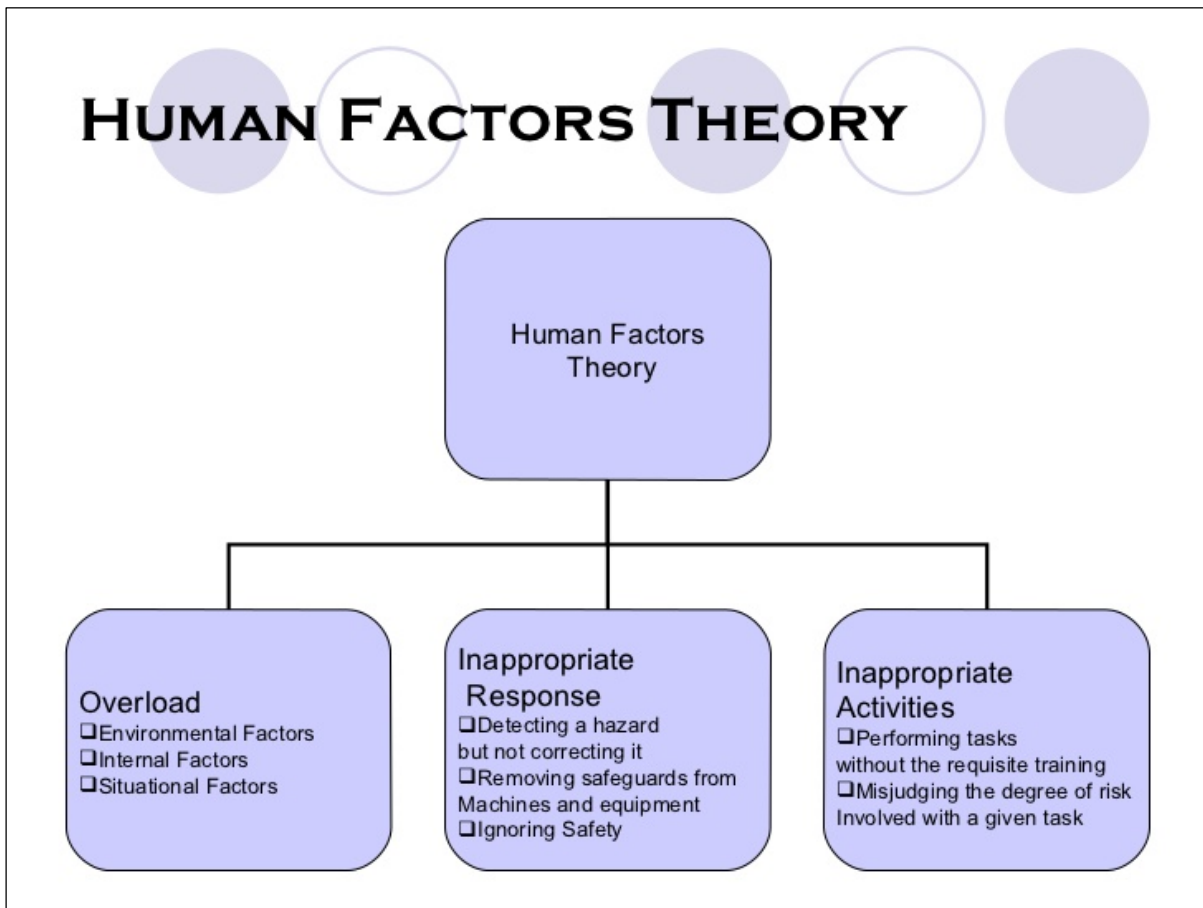 HUMAN FACTORS THEORY
Human Factors
Theory
Overload
❑Environmental Factors
❑Internal Factors
❑Situational Factors
Inappropriate
Response
❑Detecting a hazard
but not correcting it
❑Removing safeguards from
Machines and equipment
❑Ignoring Safety
Inappropriate
Activities
❑Performing tasks
without the requisite training
❑Misjudging the degree of risk
Involved with a given task